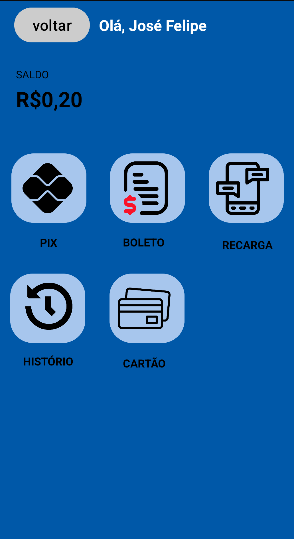 voltar
Olá, José Felipe
SALDO
R$0,20
PIX
BOLETO
RECARGA
HISTÓRIO
CARTÃO